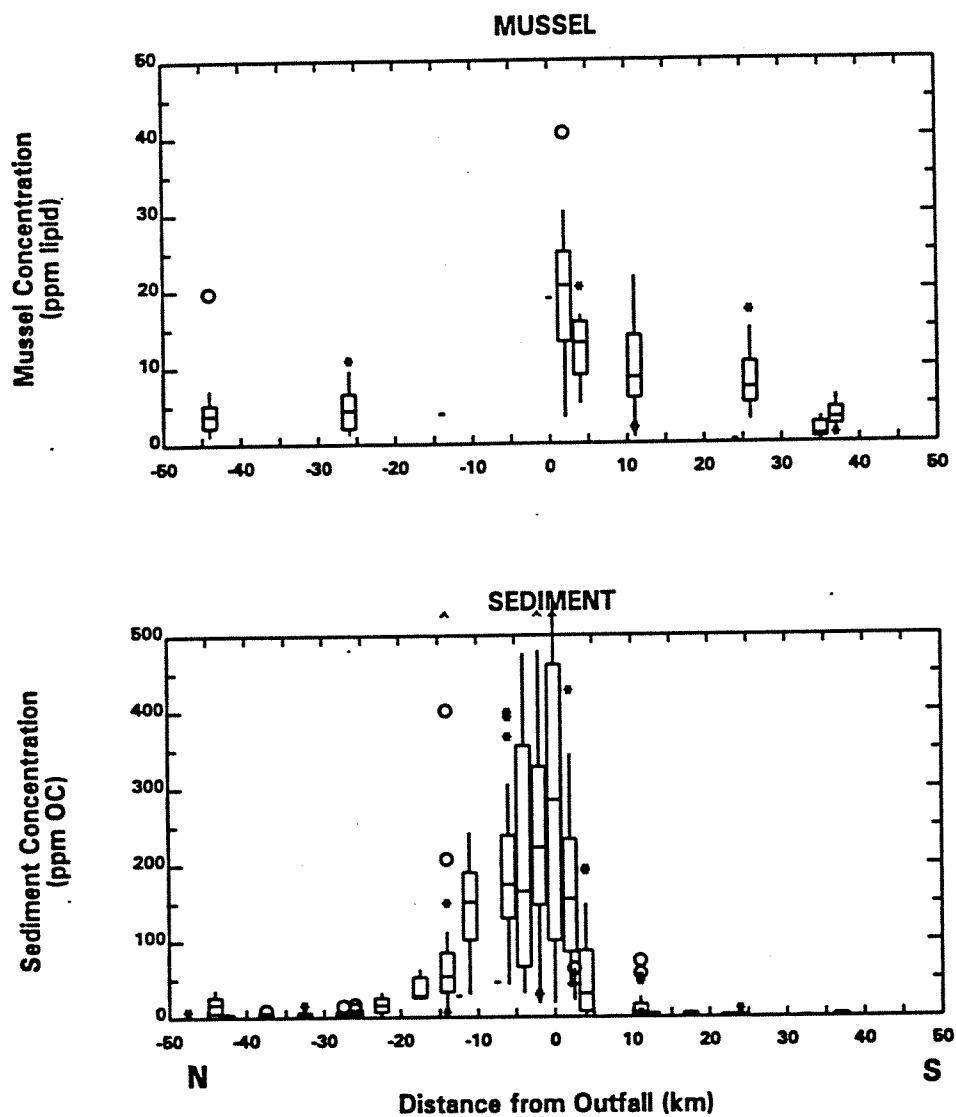 MUSSEL
Mussel Concentration
(ppm lipid)
50
40
30
20
10
0
-50 -40 -30 -20 -10 0 10 20 30 40 50
SEDIMENT
Sediment Concentration
(ppm OC)
500
400
300
200
100
0
-50 -40 -30 -20 -10 0 10 20 30 40 50
N S
Distance from Outfall (km)